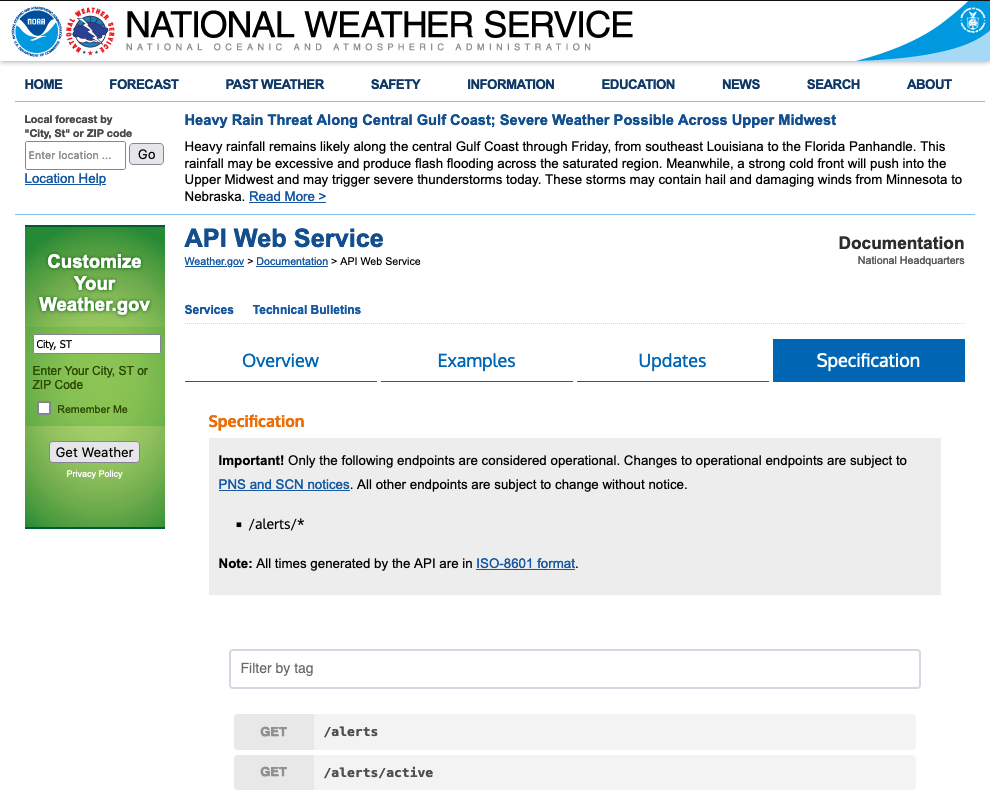 NOAA
NATIONAL WEATHER SERVICE
NATIONAL OCEANIC AND ATMOSPHERIC ADMINISTRATION
HOME FORECAST PAST WEATHER SAFETY INFORMATION EDUCATION NEWS SEARCH ABOUT
Local forecast by
"City, St" or ZIP code
Enter location ... Go
Location Help
Heavy Rain Threat Along Central Gulf Coast; Severe Weather Possible Across Upper Midwest
Heavy rainfall remains likely along the central Gulf Coast through Friday, from southeast Louisiana to the Florida Panhandle. This
rainfall may be excessive and produce flash flooding across the saturated region. Meanwhile, a strong cold front will push into the
Upper Midwest and may trigger severe thunderstorms today. These storms may contain hail and damaging winds from Minnesota to
Nebraska. Read More >
Customize
Your
Weather.gov
City, ST
Enter Your City, ST or
ZIP Code
Remember Me
Get Weather
Privacy Policy
API Web Service
Weather.gov > Documentation > API Web Service
Documentation
National Headquarters
Services Technical Bulletins
Overview Examples Updates Specification
Specification
Important! Only the following endpoints are considered operational. Changes to operational endpoints are subject to
PNS and SCN notices. All other endpoints are subject to change without notice.
▪ /alerts/*
Note: All times generated by the API are in ISO-8601 format.
Filter by tag
GET /alerts
GET /alerts/active